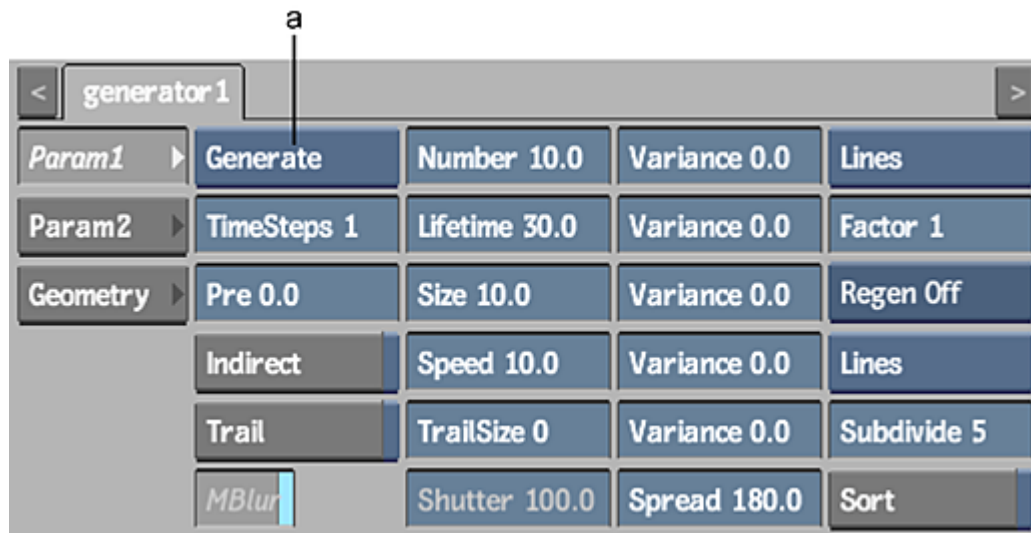 a
< generator1 >
Param1 Generate Number 10.0 Variance 0.0 Lines
Param2 TimeSteps 1 Lifetime 30.0 Variance 0.0 Factor 1
Geometry Pre 0.0 Size 10.0 Variance 0.0 Regen Off
Indirect Speed 10.0 Variance 0.0 Lines
Trail TrailSize 0 Variance 0.0 Subdivide 5
MBlur Shutter 100.0 Spread 180.0 Sort